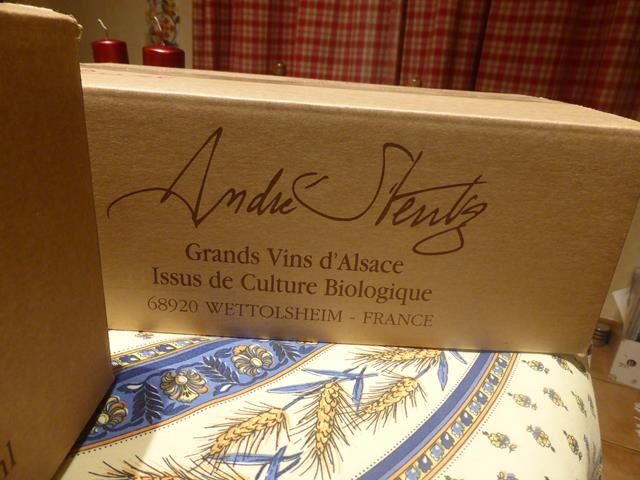 André Stentz
Grands Vins d'Alsace
Issus de Culture Biologique
68920 WETTOLSHEIM - FRANCE